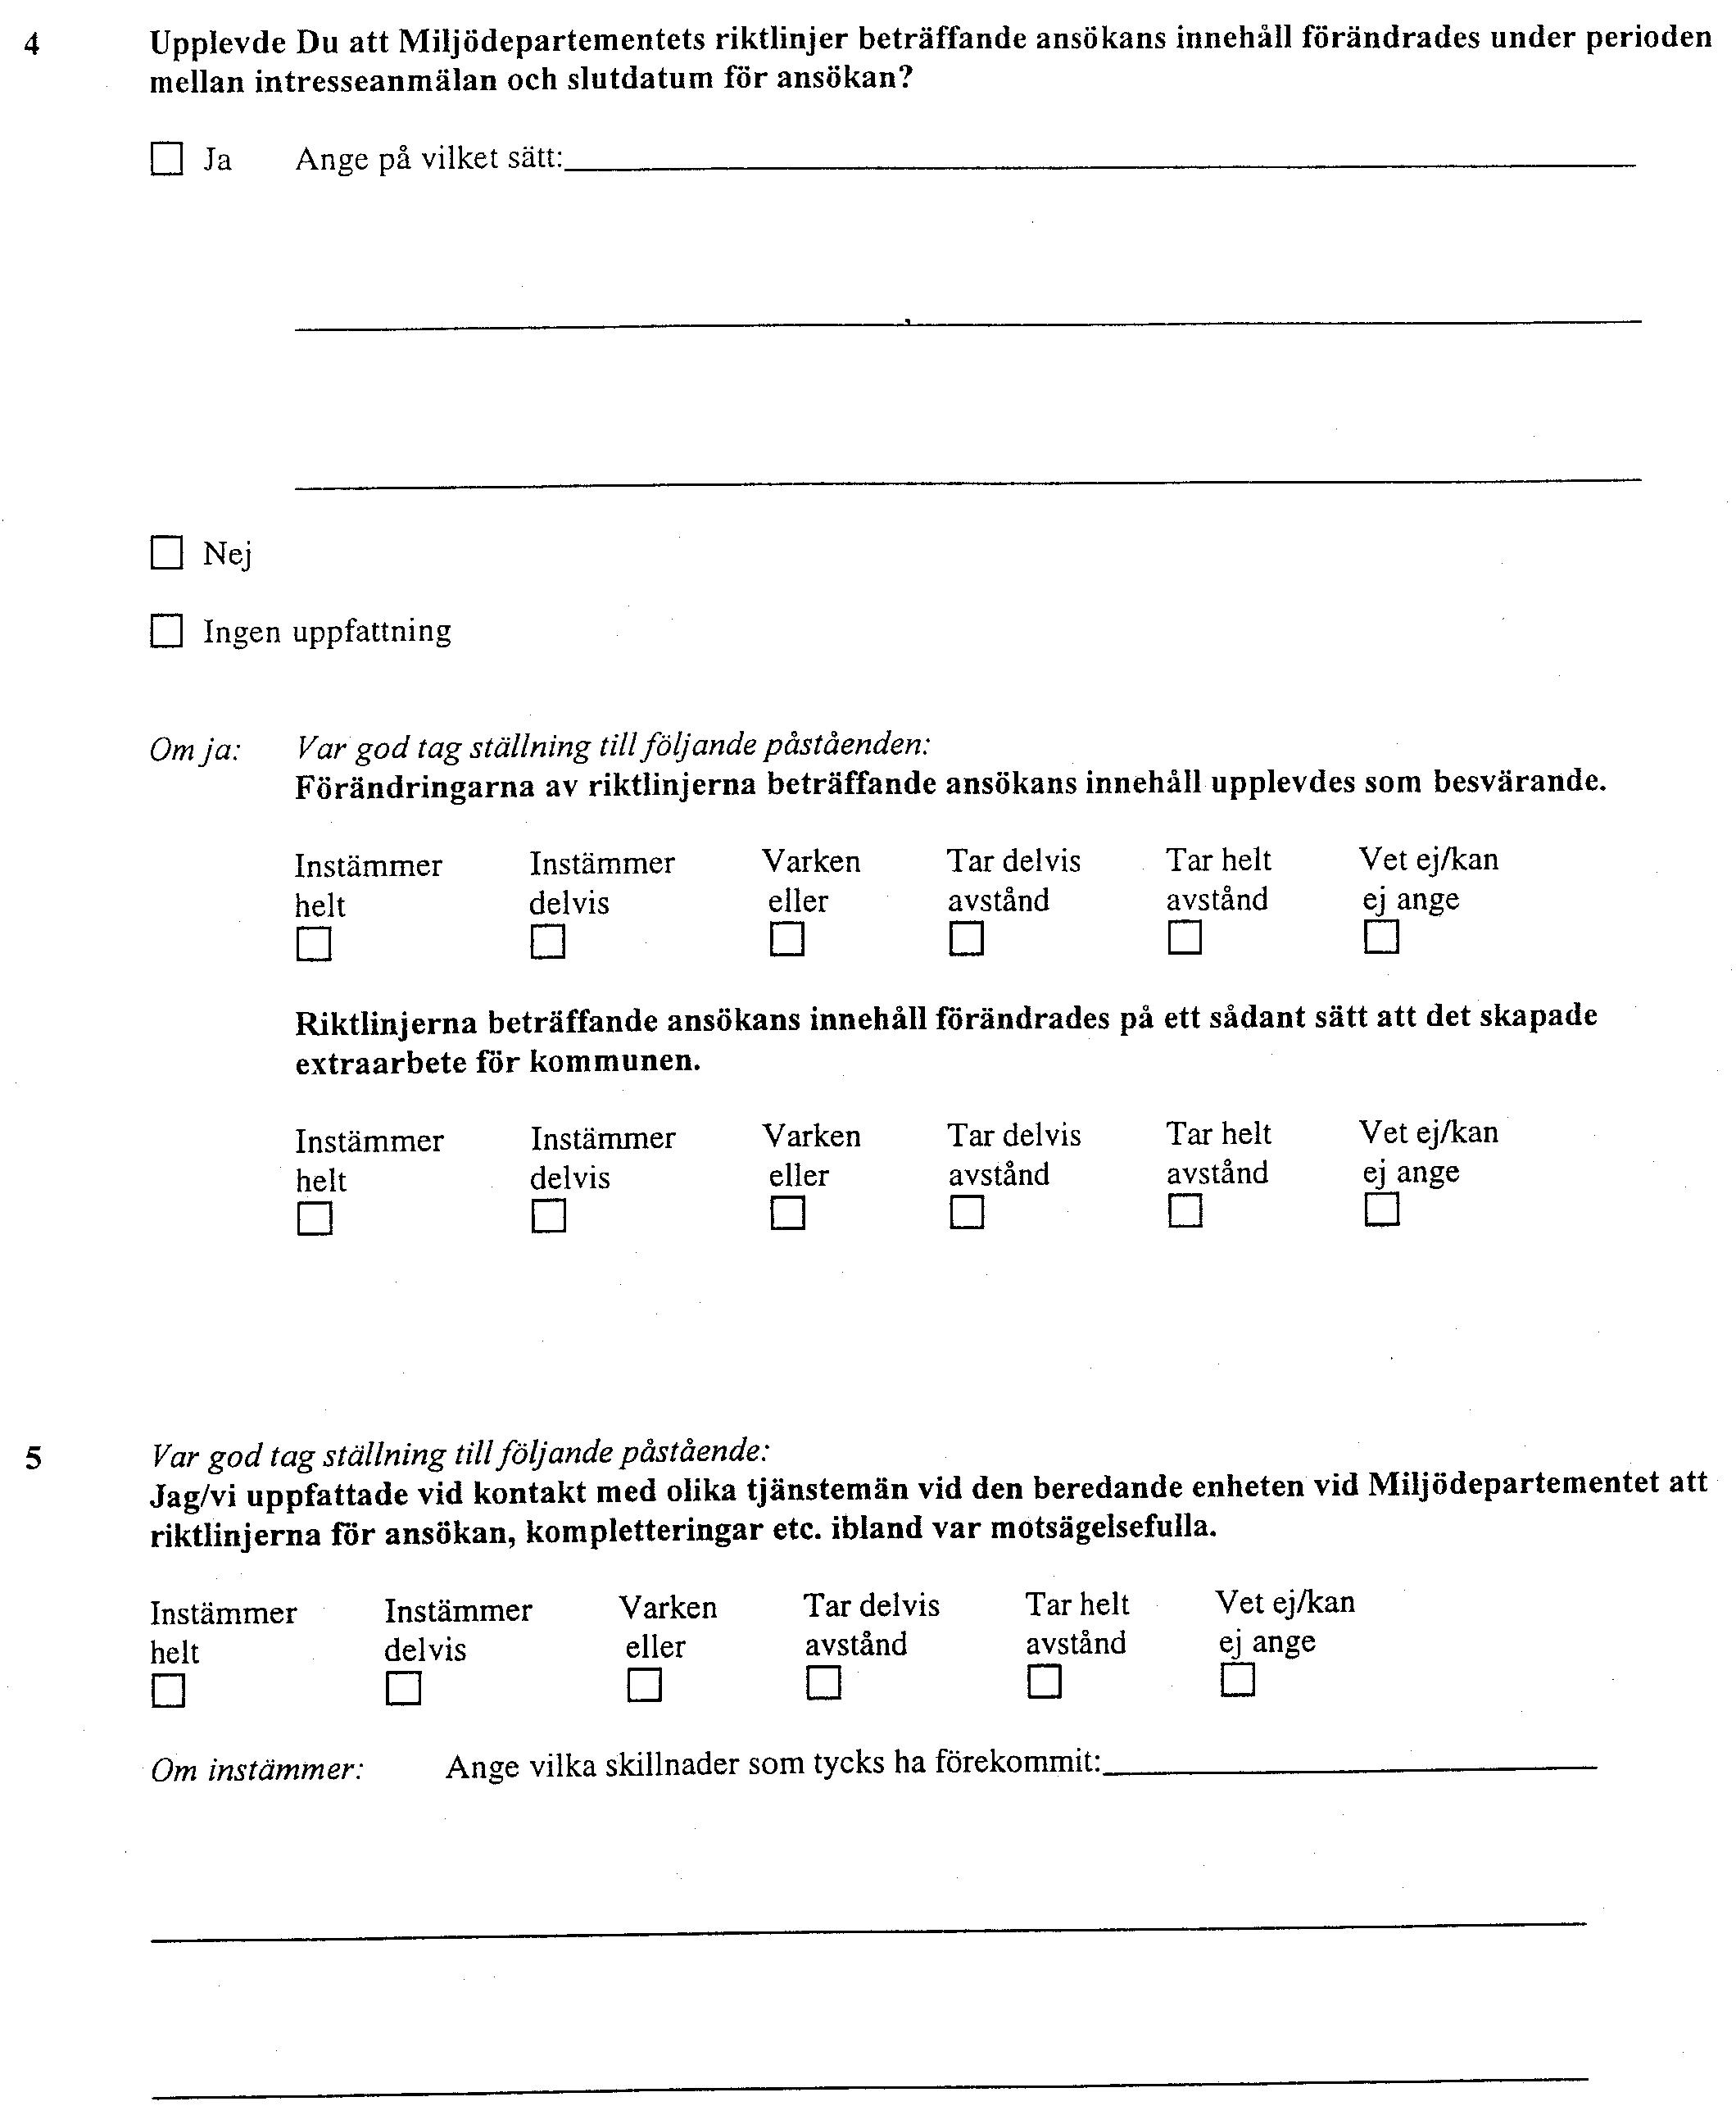 4 Upplevde Du att Miljödepartementets riktlinjer beträffande ansökans innehåll förändrades under perioden
mellan intresseanmälan och slutdatum för ansökan?
Ja Ange på vilket sätt:
Nej
Ingen uppfattning
Om ja: Var god tag ställning till följande påståenden:
Förändringarna av riktlinjerna beträffande ansökans innehåll upplevdes som besvärande.
Instämmer Instämmer Varken Tar delvis Tar helt Vet ej/kan
helt delvis eller avstånd avstånd ej ange
Riktlinjerna beträffande ansökans innehåll förändrades på ett sådant sätt att det skapade
extraarbete för kommunen.
Instämmer Instämmer Varken Tar delvis Tar helt Vet ej/kan
helt delvis eller avstånd avstånd ej ange
5 Var god tag ställning till följande påstående:
Jag/vi uppfattade vid kontakt med olika tjänstemän vid den beredande enheten vid Miljödepartementet att
riktlinjerna för ansökan, kompletteringar etc. ibland var motsägelsefulla.
Instämmer Instämmer Varken Tar delvis Tar helt Vet ej/kan
helt delvis eller avstånd avstånd ej ange
Om instämmer: Ange vilka skillnader som tycks ha förekommit: